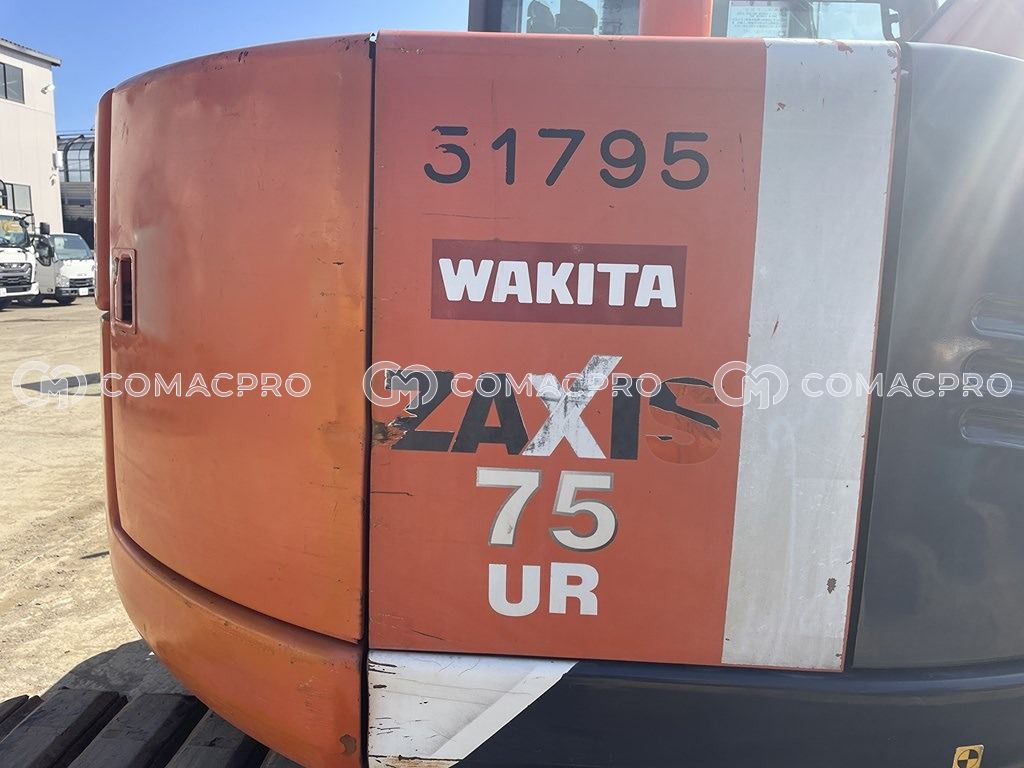 31795
WAKITA
ZAXIS
COMACPRO COMACPRO COMACPRO
75
UR